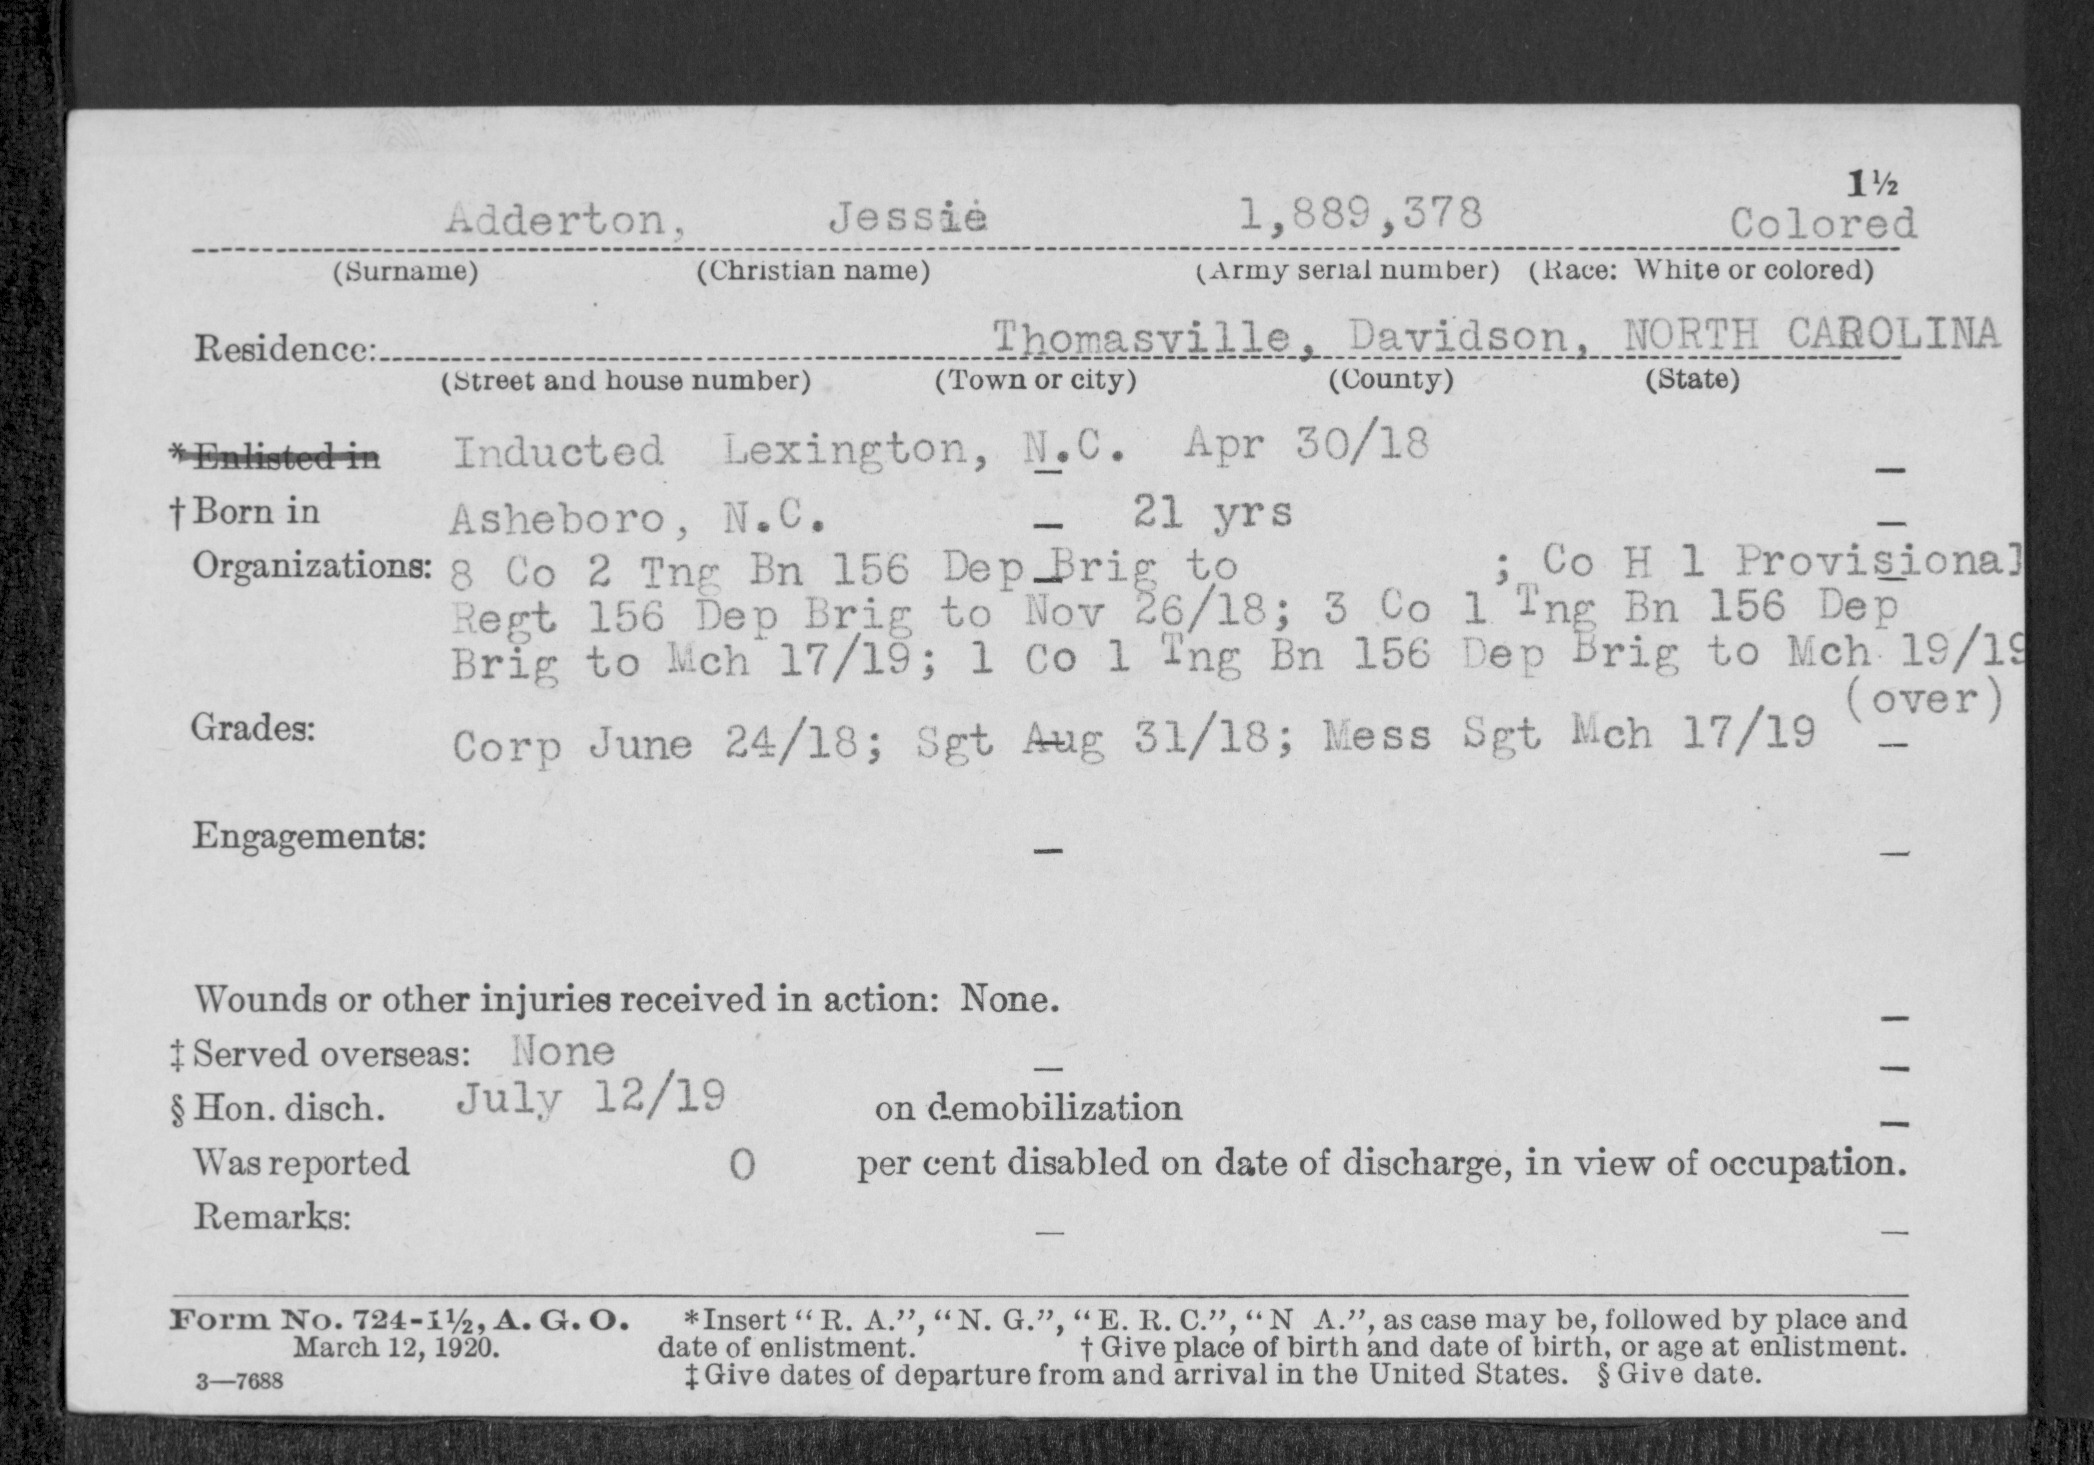 1½
Adderton, Jessie 1,889,378 Colored
(Surname) (Christian name) (Army serial number) (Race: White or colored)
Residence: Thomasville, Davidson, NORTH CAROLINA
(Street and house number) (Town or city) (County) (State)
*Enlisted in Inducted Lexington, N.C. Apr 30/18 –
†Born in Asheboro, N.C. – 21 yrs –
Organizations: 8 Co 2 Tng Bn 156 Dep Brig to ; Co H 1 Provisional
Regt 156 Dep Brig to Nov 26/18; 3 Co 1 Tng Bn 156 Dep
Brig to Mch 17/19; 1 Co 1 Tng Bn 156 Dep Brig to Mch 19/19
(over)
Grades: Corp June 24/18; Sgt Aug 31/18; Mess Sgt Mch 17/19 –
Engagements: – –
Wounds or other injuries received in action: None. –
‡Served overseas: None – –
§Hon. disch. July 12/19 on demobilization –
Was reported 0 per cent disabled on date of discharge, in view of occupation.
Remarks: – –
Form No. 724-1½, A. G. O. *Insert “R. A.”, “N. G.”, “E. R. C.”, “N A.”, as case may be, followed by place and
March 12, 1920. date of enlistment. †Give place of birth and date of birth, or age at enlistment.
3—7688 ‡Give dates of departure from and arrival in the United States. §Give date.